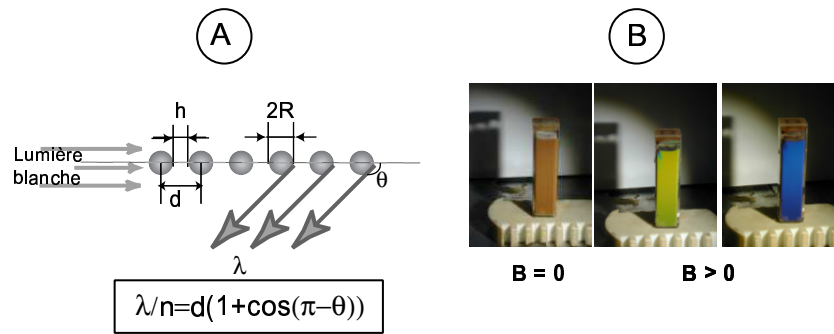 A
B
h
2R
Lumière
blanche
d
θ
λ
λ/n=d(1+cos(π−θ))
B = 0
B > 0